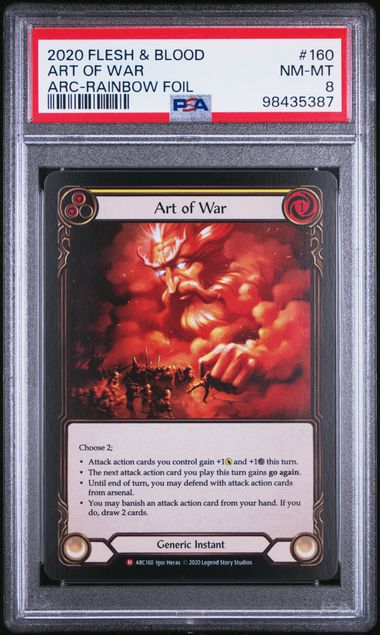 2020 FLESH & BLOOD #160
ART OF WAR NM-MT
ARC-RAINBOW FOIL 8
PSA 98435387
Art of War
1
Choose 2;
• Attack action cards you control gain +1 and +1 this turn.
• The next attack action card you play this turn gains go again.
• Until end of turn, you may defend with attack action cards
from arsenal.
• You may banish an attack action card from your hand. If you
do, draw 2 cards.
Generic Instant
M ARC160 Igor Heras © 2020 Legend Story Studios